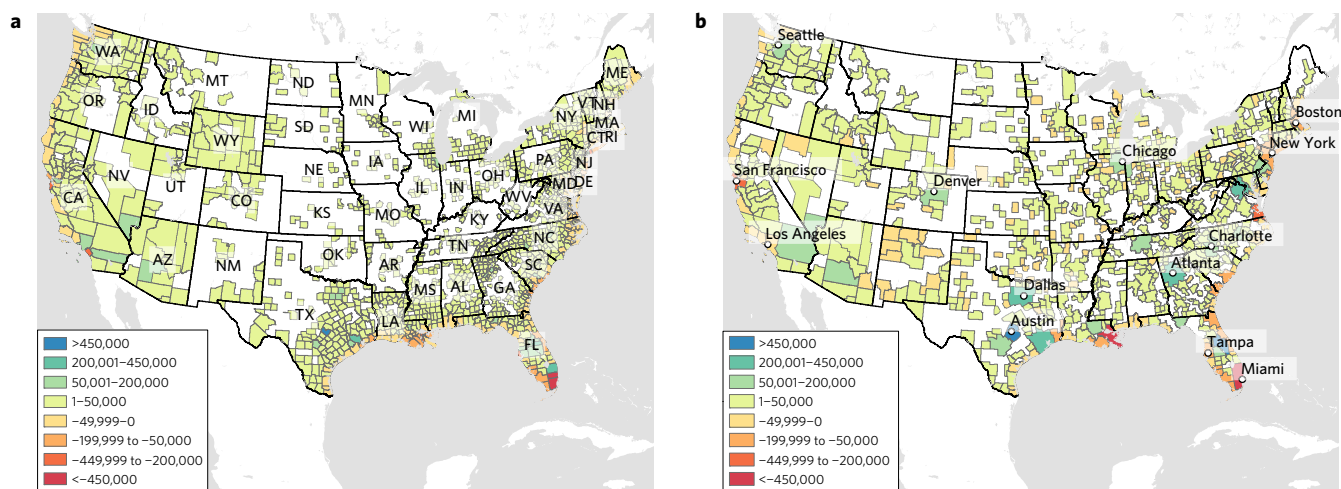 a
WA
MT
ND
MN
ME
OR
ID
SD
WI
MI
VT
NH
NY
MA
CT
RI
WY
NE
IA
PA
NJ
NV
UT
CO
IL
IN
OH
MD
DE
CA
KS
MO
WV
VA
KY
AZ
NM
OK
AR
TN
NC
SC
TX
LA
MS
AL
GA
FL
>450,000
200,001–450,000
50,001–200,000
1–50,000
–49,999–0
–199,999 to –50,000
–449,999 to –200,000
<–450,000
b
Seattle
Boston
New York
Chicago
San Francisco
Denver
Los Angeles
Charlotte
Atlanta
Dallas
Austin
Tampa
Miami
>450,000
200,001–450,000
50,001–200,000
1–50,000
–49,999–0
–199,999 to –50,000
–449,999 to –200,000
<–450,000